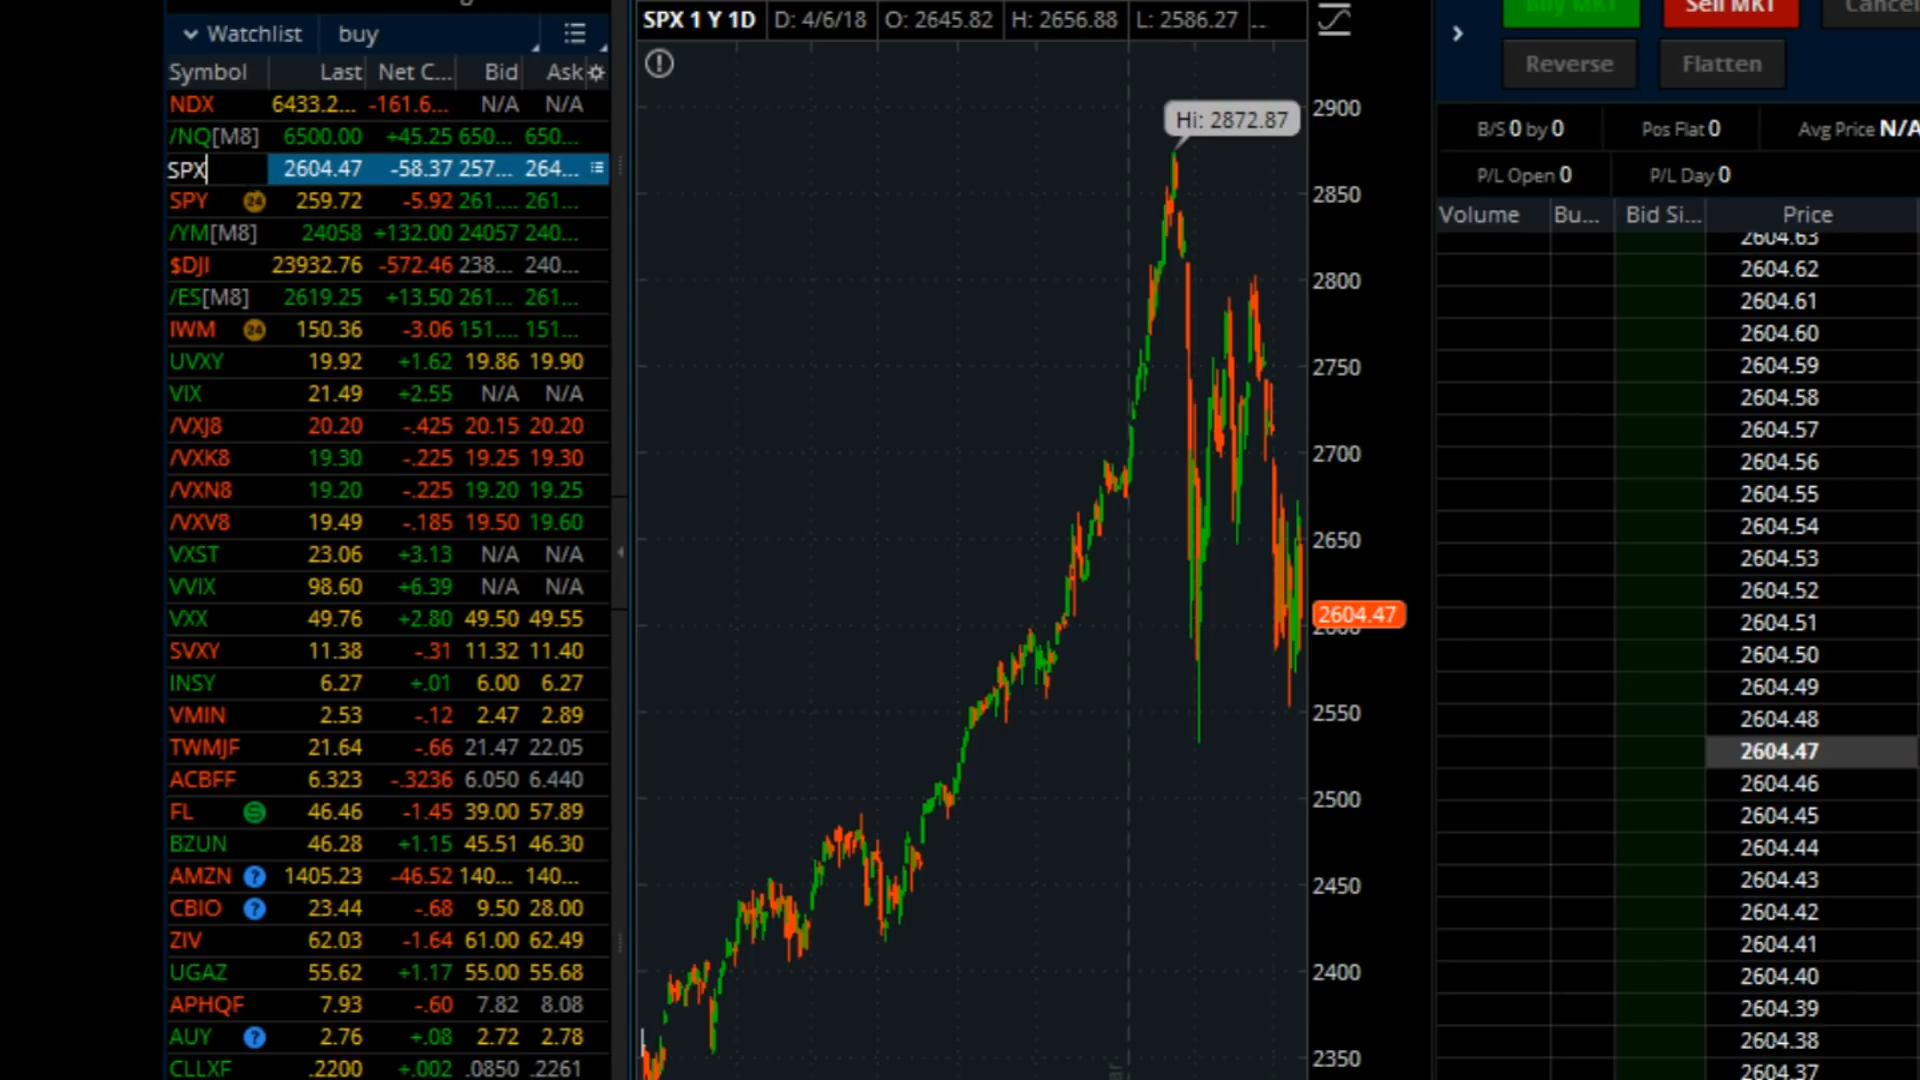 Watchlist buy
Symbol Last Net C... Bid Ask
NDX 6433.2... -161.6... N/A N/A
/NQ[M8] 6500.00 +45.25 650... 650...
SPX 2604.47 -58.37 257... 264...
SPY 24 259.72 -5.92 261.... 261...
/YM[M8] 24058 +132.00 24057 240...
$DJI 23932.76 -572.46 238... 240...
/ES[M8] 2619.25 +13.50 261... 261...
IWM 24 150.36 -3.06 151.... 151...
UVXY 19.92 +1.62 19.86 19.90
VIX 21.49 +2.55 N/A N/A
/VXJ8 20.20 -.425 20.15 20.20
/VXK8 19.30 -.225 19.25 19.30
/VXN8 19.20 -.225 19.20 19.25
/VXV8 19.49 -.185 19.50 19.60
VXST 23.06 +3.13 N/A N/A
VVIX 98.60 +6.39 N/A N/A
VXX 49.76 +2.80 49.50 49.55
SVXY 11.38 -.31 11.32 11.40
INSY 6.27 +.01 6.00 6.27
VMIN 2.53 -.12 2.47 2.89
TWMJF 21.64 -.66 21.47 22.05
ACBFF 6.323 -.3236 6.050 6.440
FL 46.46 -1.45 39.00 57.89
BZUN 46.28 +1.15 45.51 46.30
AMZN ? 1405.23 -46.52 140... 140...
CBIO ? 23.44 -.68 9.50 28.00
ZIV 62.03 -1.64 61.00 62.49
UGAZ 55.62 +1.17 55.00 55.68
APHQF 7.93 -.60 7.82 8.08
AUY ? 2.76 +.08 2.72 2.78
CLLXF .2200 +.002 .0850 .2261
SPX 1 Y 1D D: 4/6/18 O: 2645.82 H: 2656.88 L: 2586.27 ...
Hi: 2872.87
2900
2850
2800
2750
2700
2650
2604.47
2600
2550
2500
2450
2400
2350
Buy MKT Sell MKT Cancel
Reverse Flatten
B/S 0 by 0 Pos Flat 0 Avg Price N/A
P/L Open 0 P/L Day 0
Volume Bu... Bid Si... Price
2604.63
2604.62
2604.61
2604.60
2604.59
2604.58
2604.57
2604.56
2604.55
2604.54
2604.53
2604.52
2604.51
2604.50
2604.49
2604.48
2604.47
2604.46
2604.45
2604.44
2604.43
2604.42
2604.41
2604.40
2604.39
2604.38
2604.37